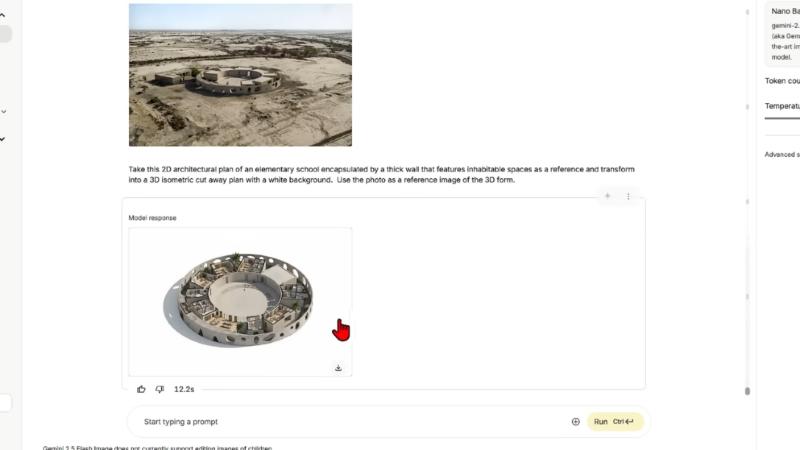 Nano Ba
gemini-2.
(aka Gem
the-art im
model.
Token cou
Temperatu
Advanced s
Take this 2D architectural plan of an elementary school encapsulated by a thick wall that features inhabitable spaces as a reference and transform
into a 3D isometric cut away plan with a white background. Use the photo as a reference image of the 3D form.
Model response
12.2s
Start typing a prompt
Run Ctrl
Gemini 2.5 Flash Image does not currently support editing images of children.